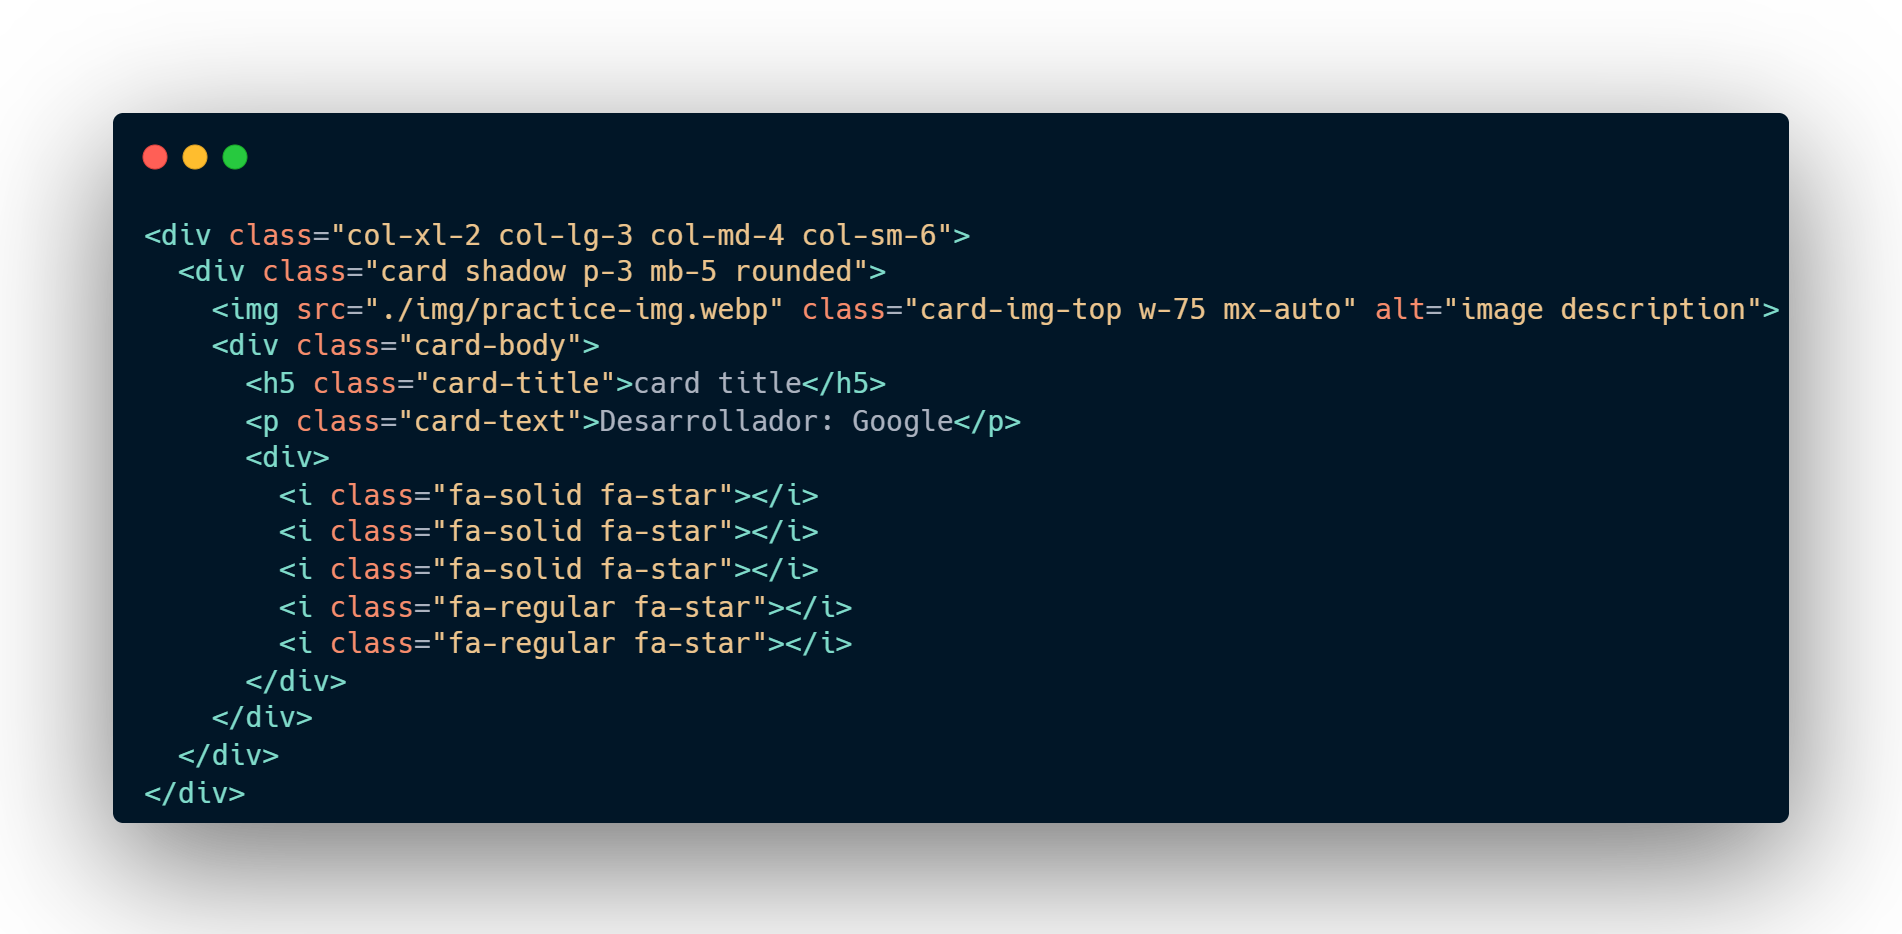 <div class="col-xl-2 col-lg-3 col-md-4 col-sm-6">
  <div class="card shadow p-3 mb-5 rounded">
    <img src="./img/practice-img.webp" class="card-img-top w-75 mx-auto" alt="image description">
    <div class="card-body">
      <h5 class="card-title">card title</h5>
      <p class="card-text">Desarrollador: Google</p>
      <div>
        <i class="fa-solid fa-star"></i>
        <i class="fa-solid fa-star"></i>
        <i class="fa-solid fa-star"></i>
        <i class="fa-regular fa-star"></i>
        <i class="fa-regular fa-star"></i>
      </div>
    </div>
  </div>
</div>